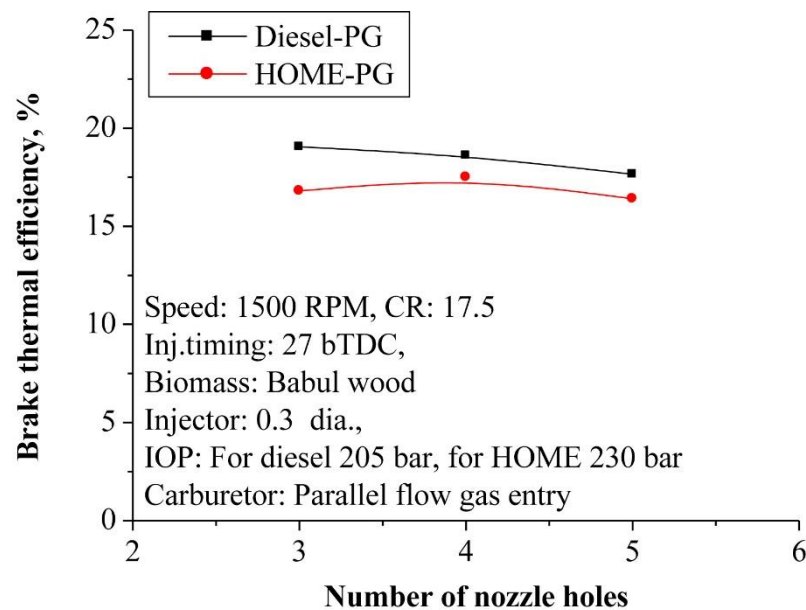 Diesel-PG
HOME-PG
Brake thermal efficiency, %
25
20
15
10
5
0
Speed: 1500 RPM, CR: 17.5
Inj.timing: 27 bTDC,
Biomass: Babul wood
Injector: 0.3 dia.,
IOP: For diesel 205 bar, for HOME 230 bar
Carburetor: Parallel flow gas entry
2 3 4 5 6
Number of nozzle holes